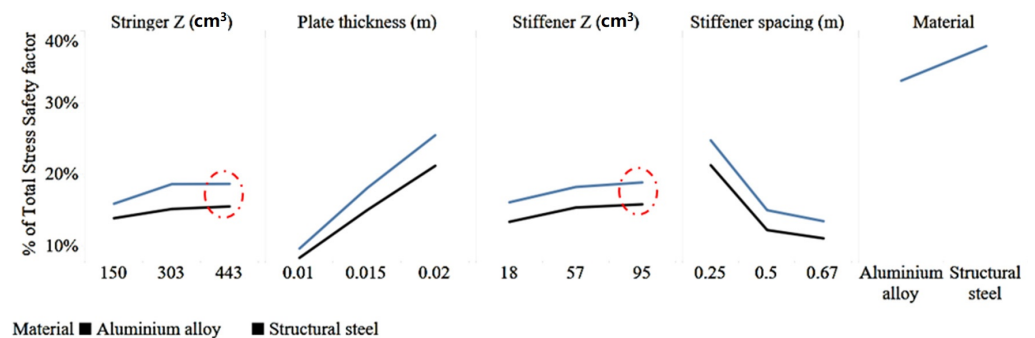 Stringer Z (cm³)
Plate thickness (m)
Stiffener Z (cm³)
Stiffener spacing (m)
Material
% of Total Stress Safety factor
40%
30%
20%
10%
150 303 443
0.01 0.015 0.02
18 57 95
0.25 0.5 0.67
Aluminium alloy
Structural steel
Material Aluminium alloy Structural steel